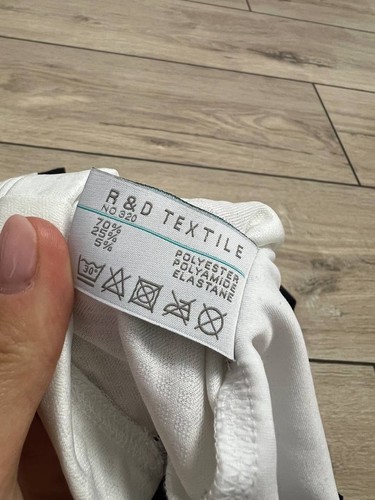 R & D TEXTILE
NO 320
70% POLYESTER
25% POLYAMIDE
5% ELASTANE
30°